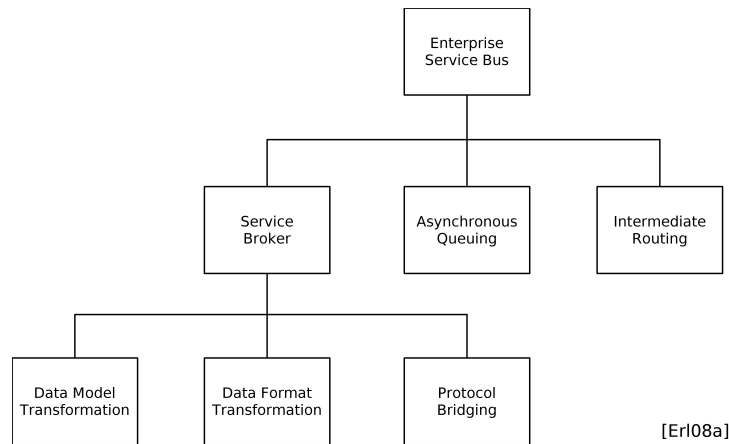 Enterprise
Service Bus
Service
Broker
Asynchronous
Queuing
Intermediate
Routing
Data Model
Transformation
Data Format
Transformation
Protocol
Bridging
[Erl08a]